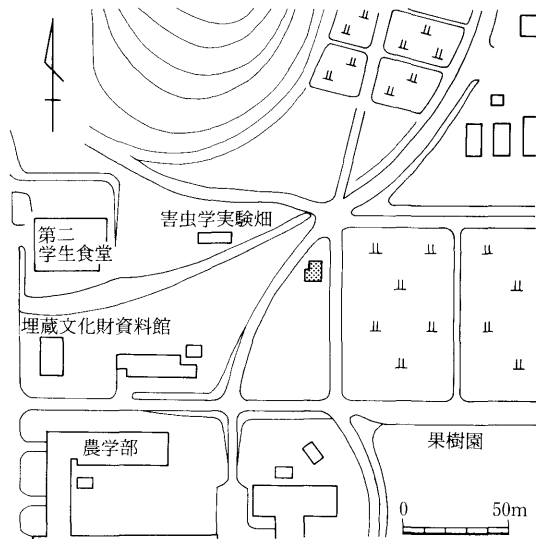 害虫学実験畑
第二
学生食堂
埋蔵文化財資料館
農学部
果樹園
0 50m